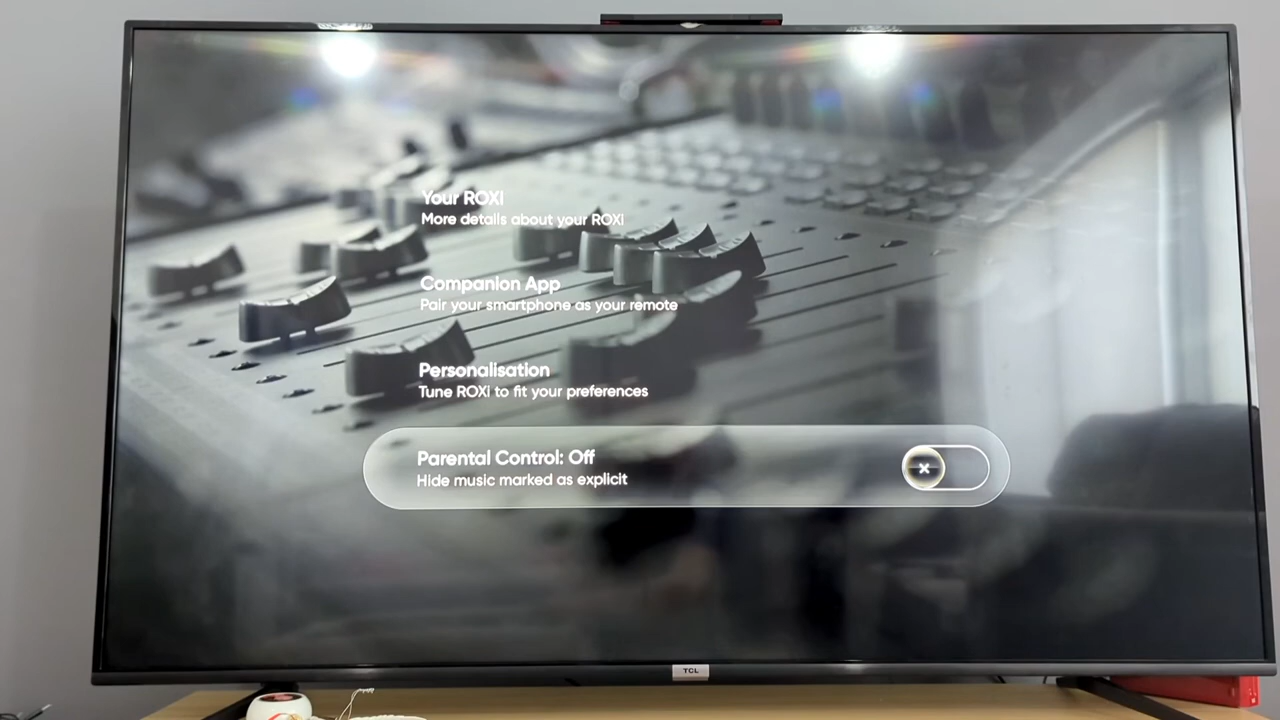 Your ROXI
More details about your ROXI
Companion App
Pair your smartphone as your remote
Personalisation
Tune ROXI to fit your preferences
Parental Control: Off
Hide music marked as explicit
TCL